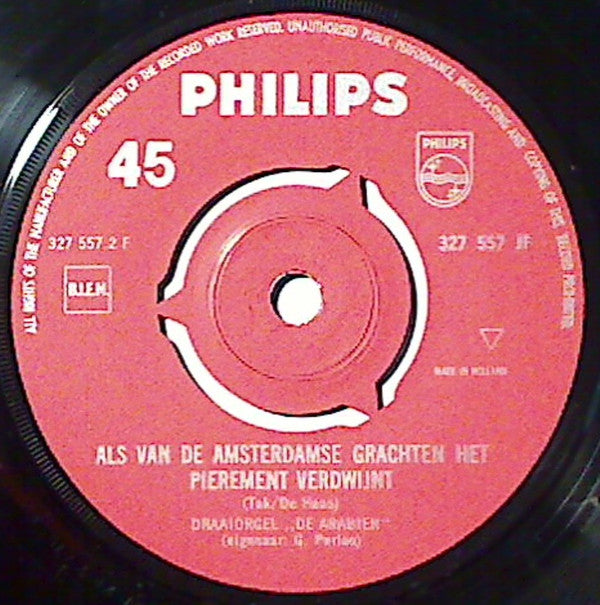 ALL RIGHTS OF THE MANUFACTURER AND OF THE OWNER OF THE RECORDED WORK RESERVED. UNAUTHORISED PUBLIC PERFORMANCE, BROADCASTING AND COPYING OF THIS RECORD PROHIBITED
PHILIPS
45
PHILIPS
327 557 2 F
327 557 JF
B.I.E.M.
MADE IN HOLLAND
ALS VAN DE AMSTERDAMSE GRACHTEN HET
PIEREMENT VERDWIJNT
(Tak/De Haas)
DRAAIORGEL „DE ARABIER"
(eigenaar: G. Perlee)